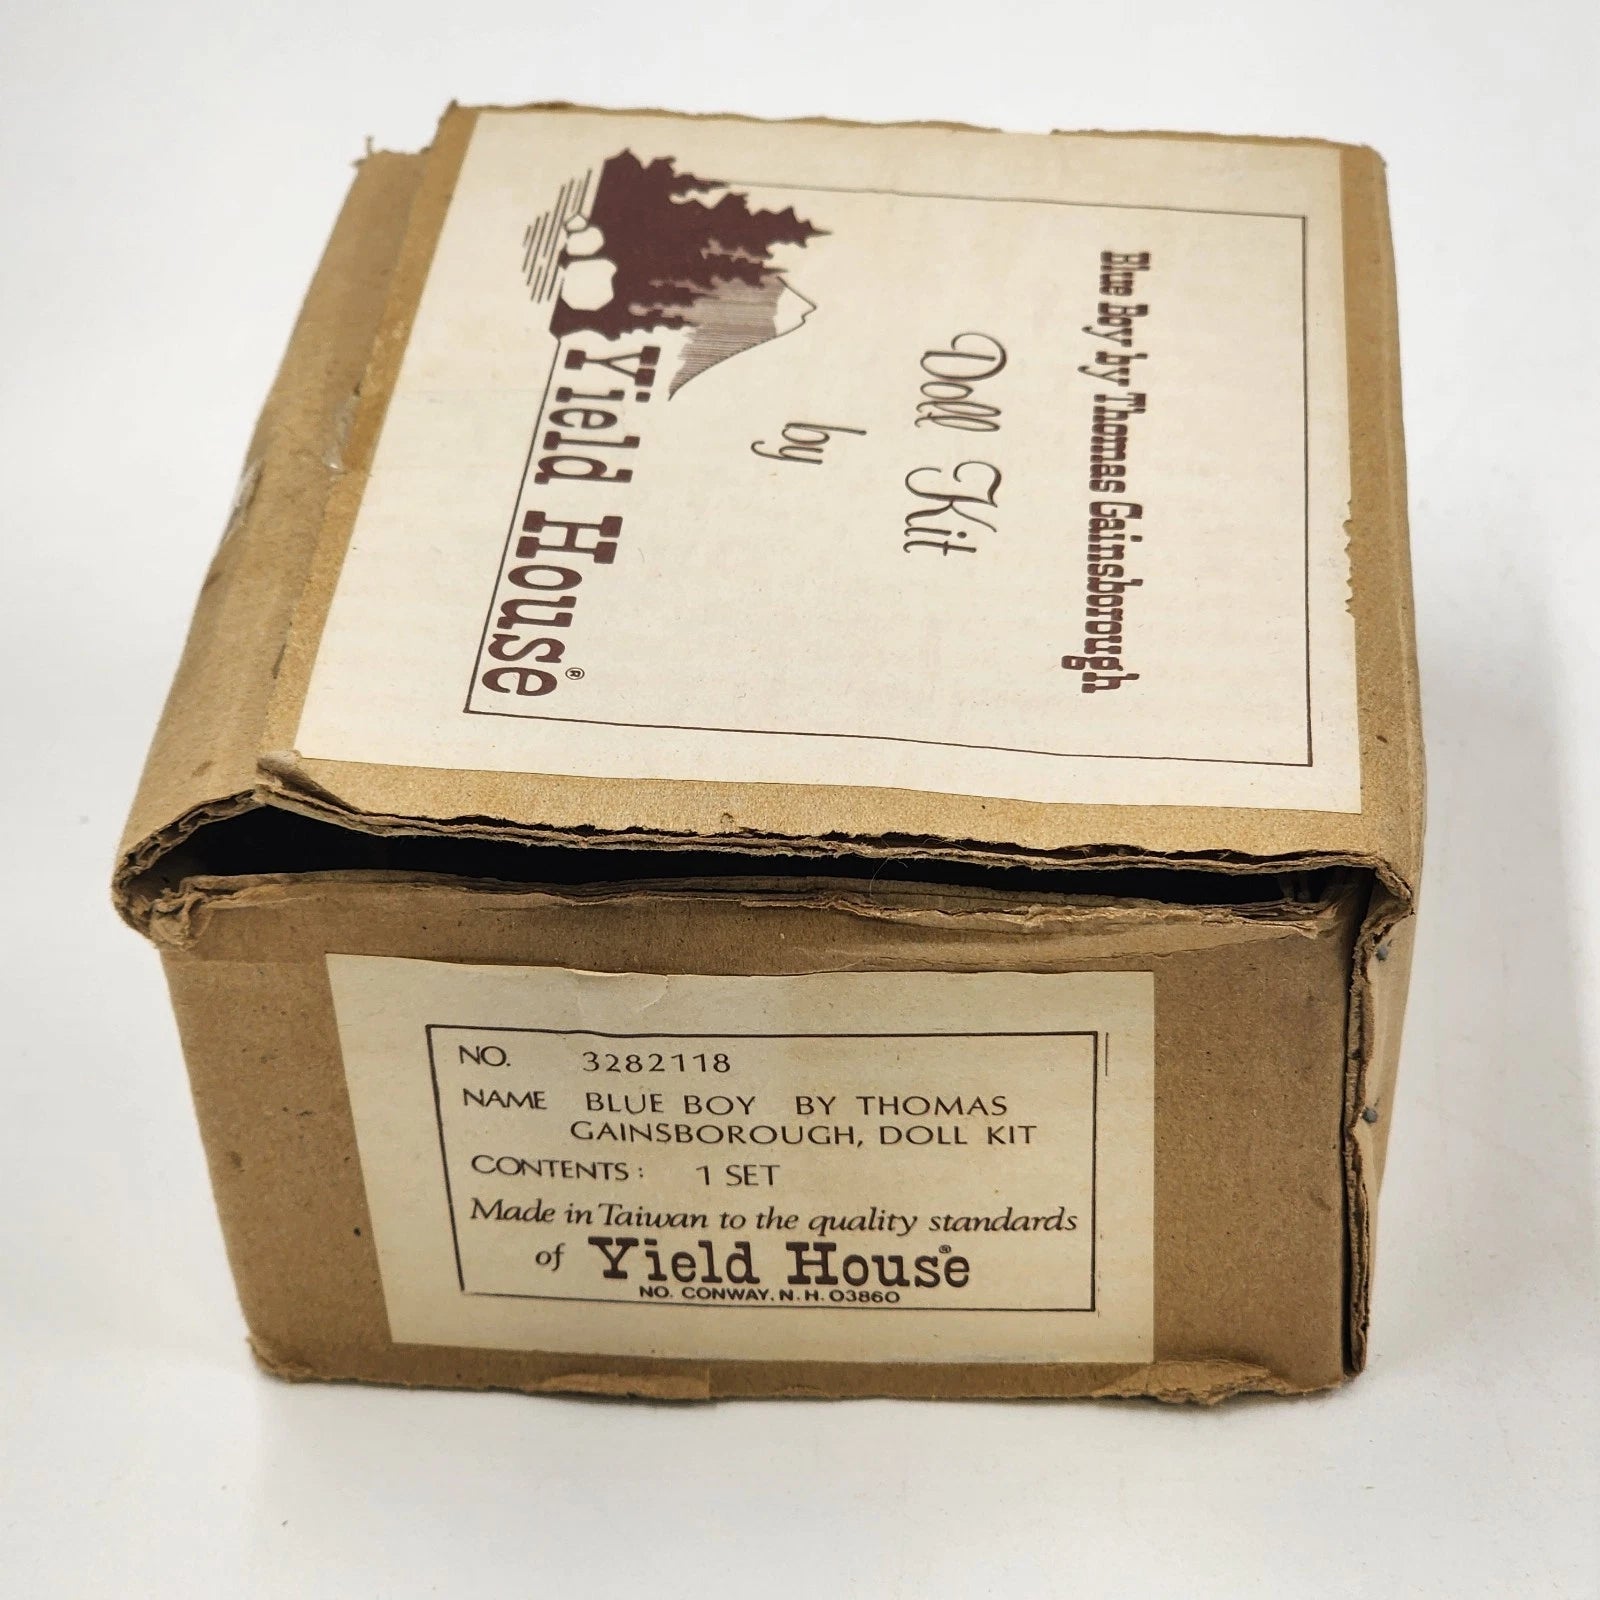 Blue Boy by Thomas Gainsborough
Doll Kit
by
Yield House®
NO. 3282118
NAME BLUE BOY BY THOMAS
GAINSBOROUGH, DOLL KIT
CONTENTS: 1 SET
Made in Taiwan to the quality standards
of Yield House®
NO. CONWAY, N.H. 03860